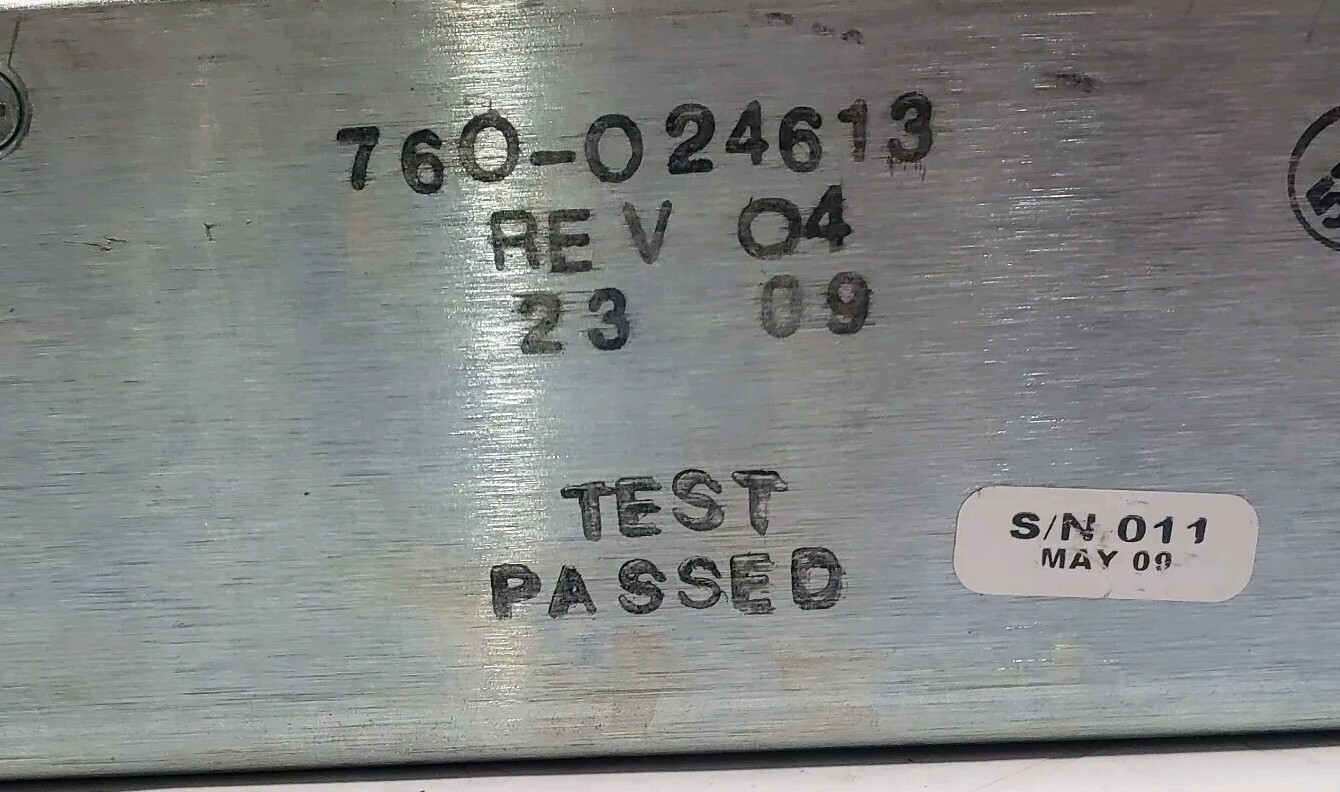 760-024613
REV 04
23 09
TEST
PASSED
S/N 011
MAY 09